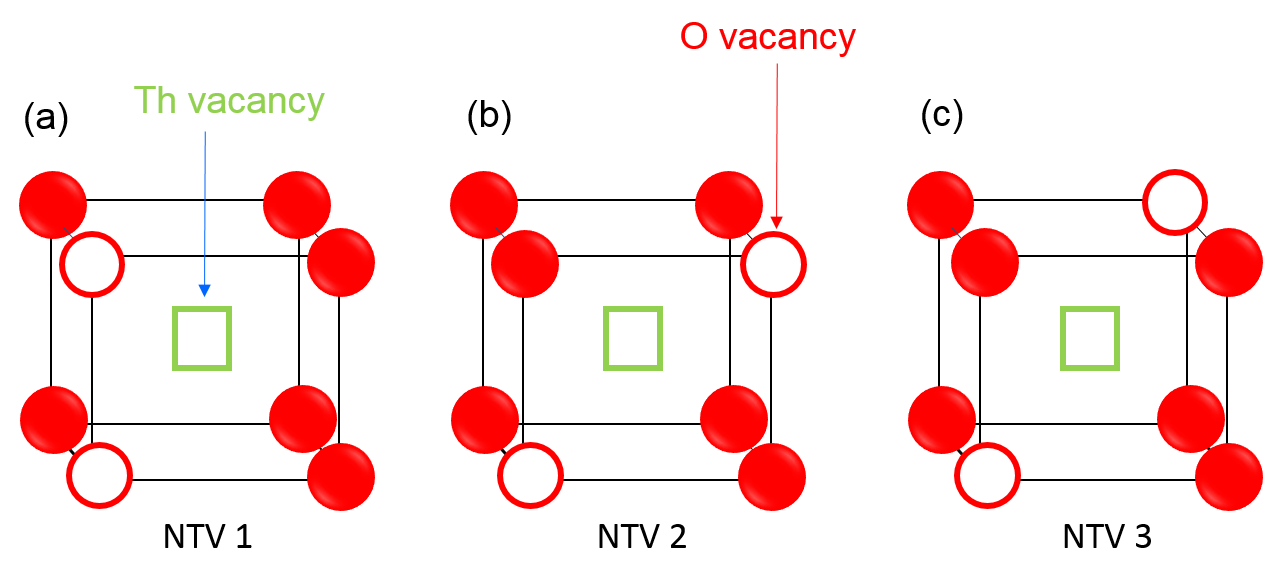 O vacancy
Th vacancy
(a)
(b)
(c)
NTV 1
NTV 2
NTV 3